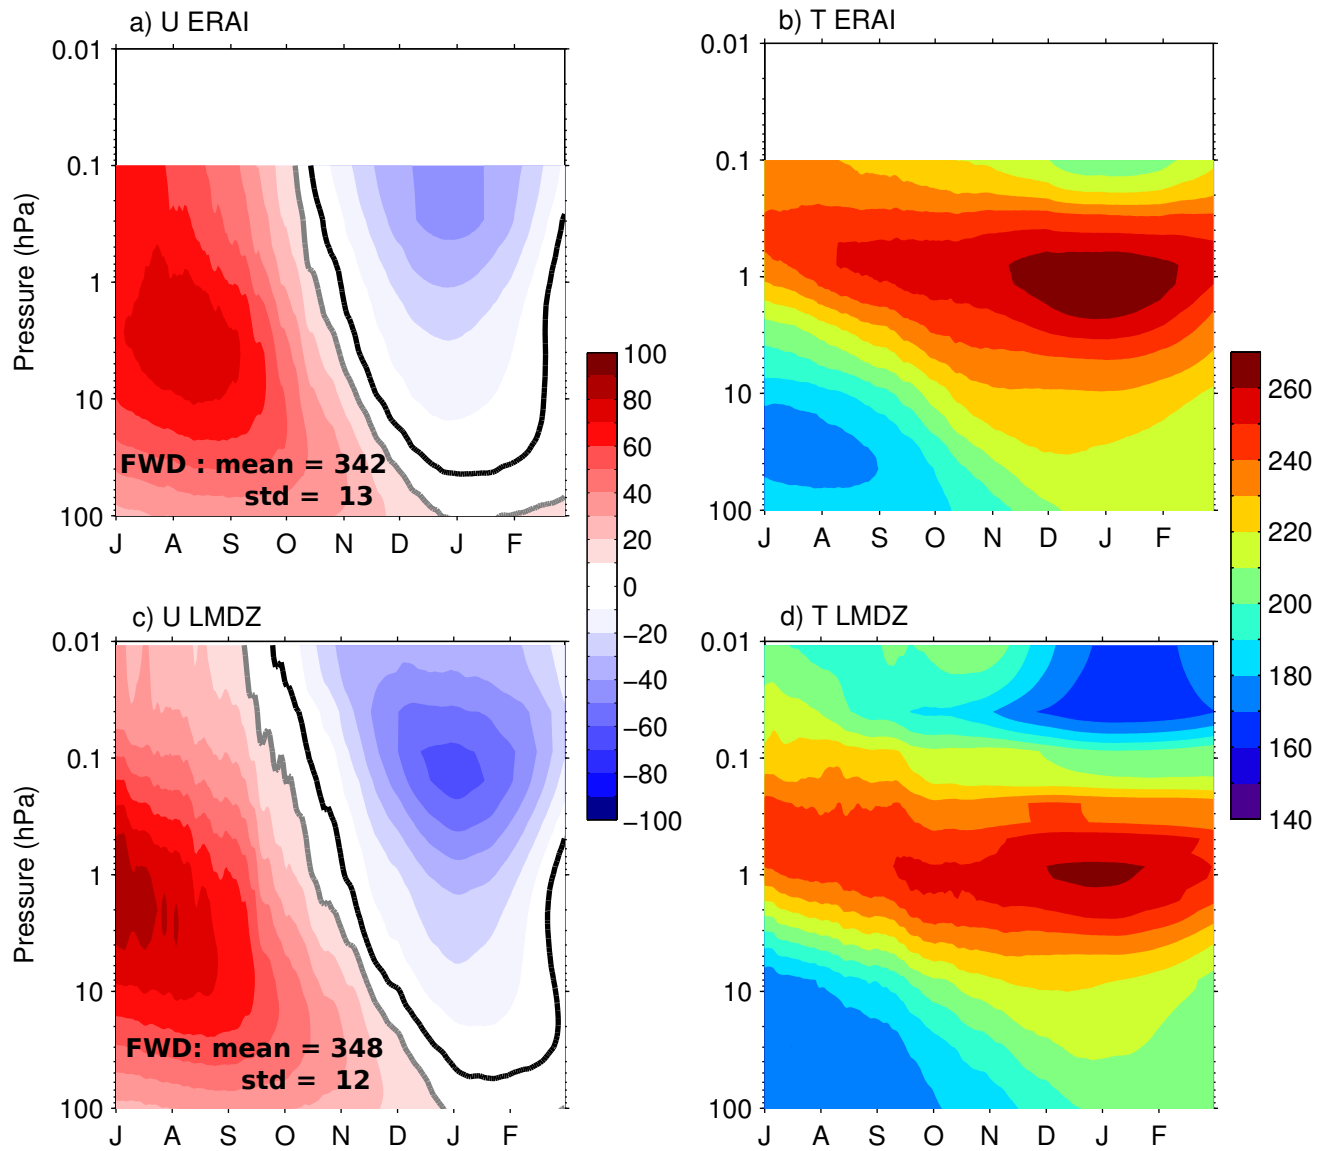 a) U ERAI
b) T ERAI
0.01
0.1
1
10
100
Pressure (hPa)
FWD : mean = 342
std = 13
J A S O N D J F
0.01
0.1
1
10
100
J A S O N D J F
100
80
60
40
20
0
−20
−40
−60
−80
−100
260
240
220
200
180
160
140
c) U LMDZ
d) T LMDZ
0.01
0.1
1
10
100
Pressure (hPa)
FWD: mean = 348
std = 12
J A S O N D J F
0.01
0.1
1
10
100
J A S O N D J F